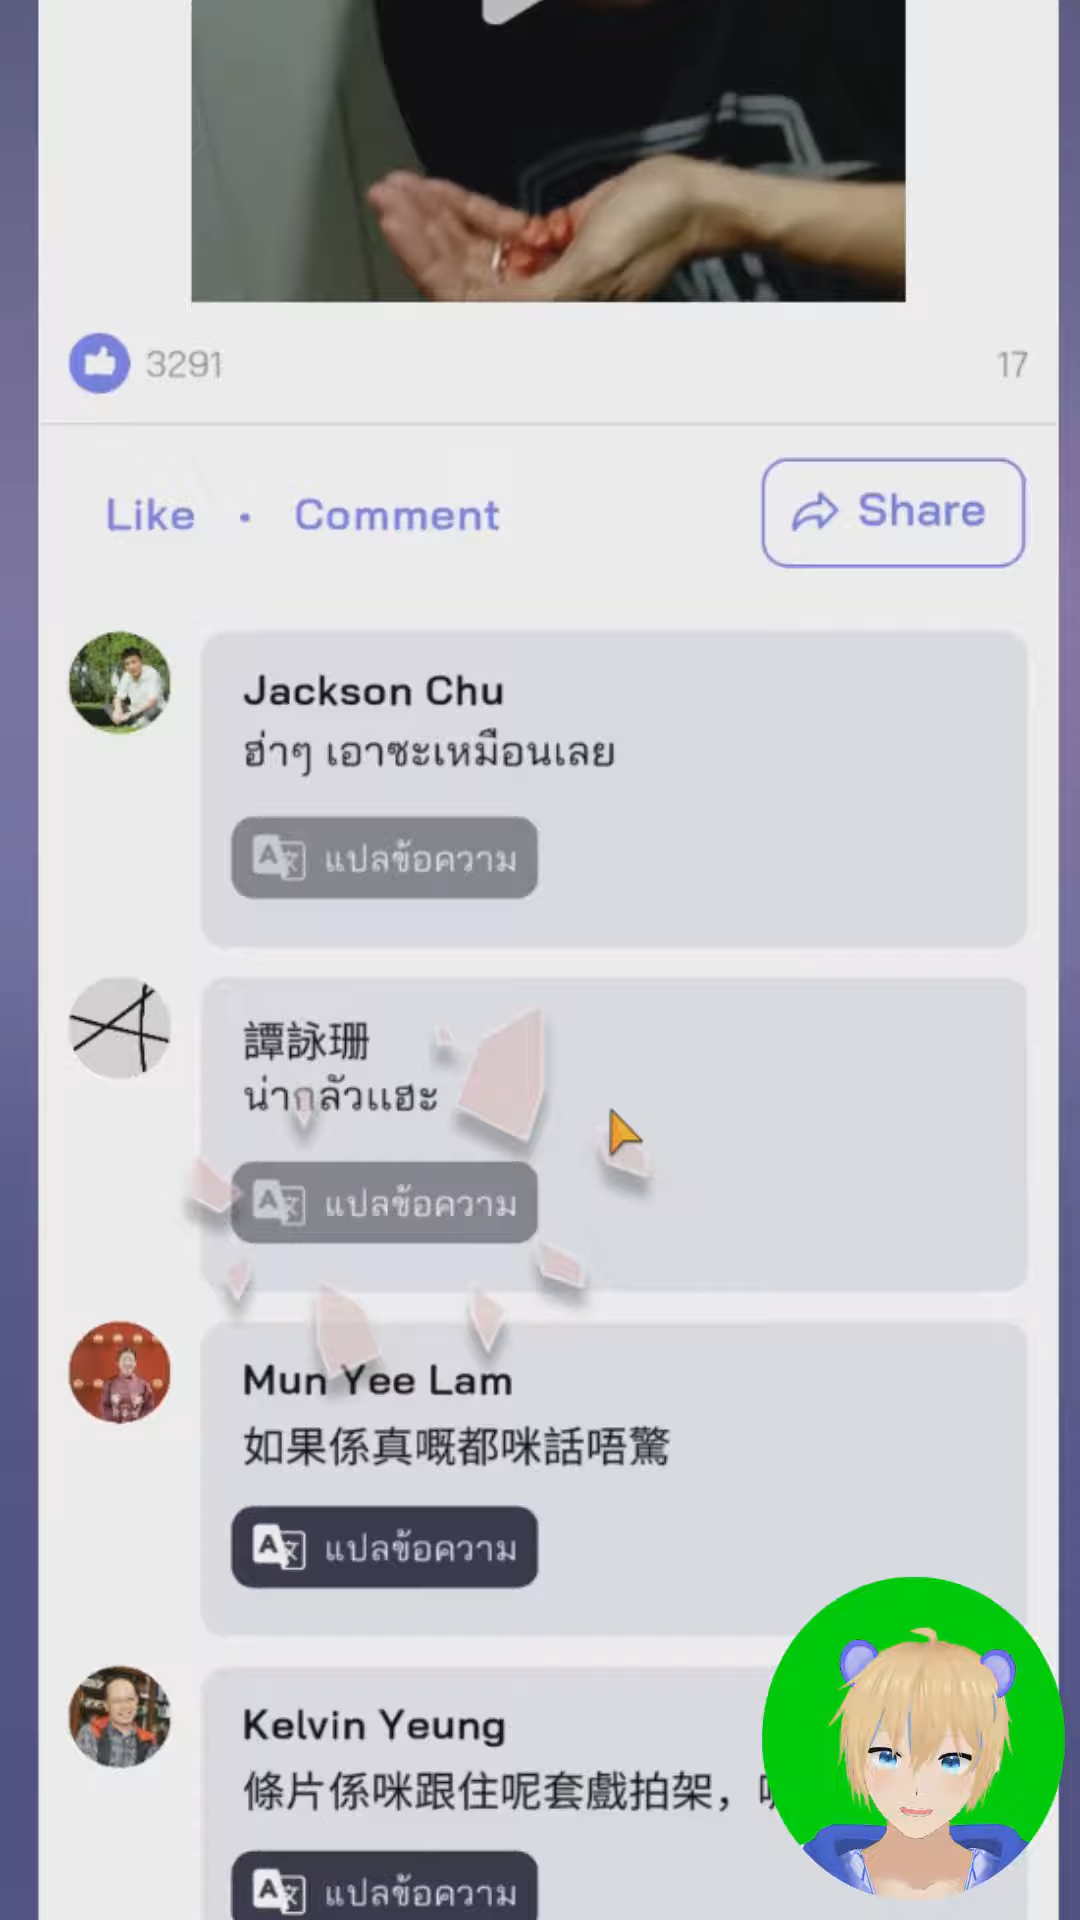 3291
17
Like · Comment
Share
Jackson Chu
ฮ่าๆ เอาซะเหมือนเลย
แปลข้อความ
譚詠珊
น่ากลัวแฮะ
แปลข้อความ
Mun Yee Lam
如果係真嘅都咪話唔驚
แปลข้อความ
Kelvin Yeung
條片係咪跟住呢套戲拍架，
แปลข้อความ